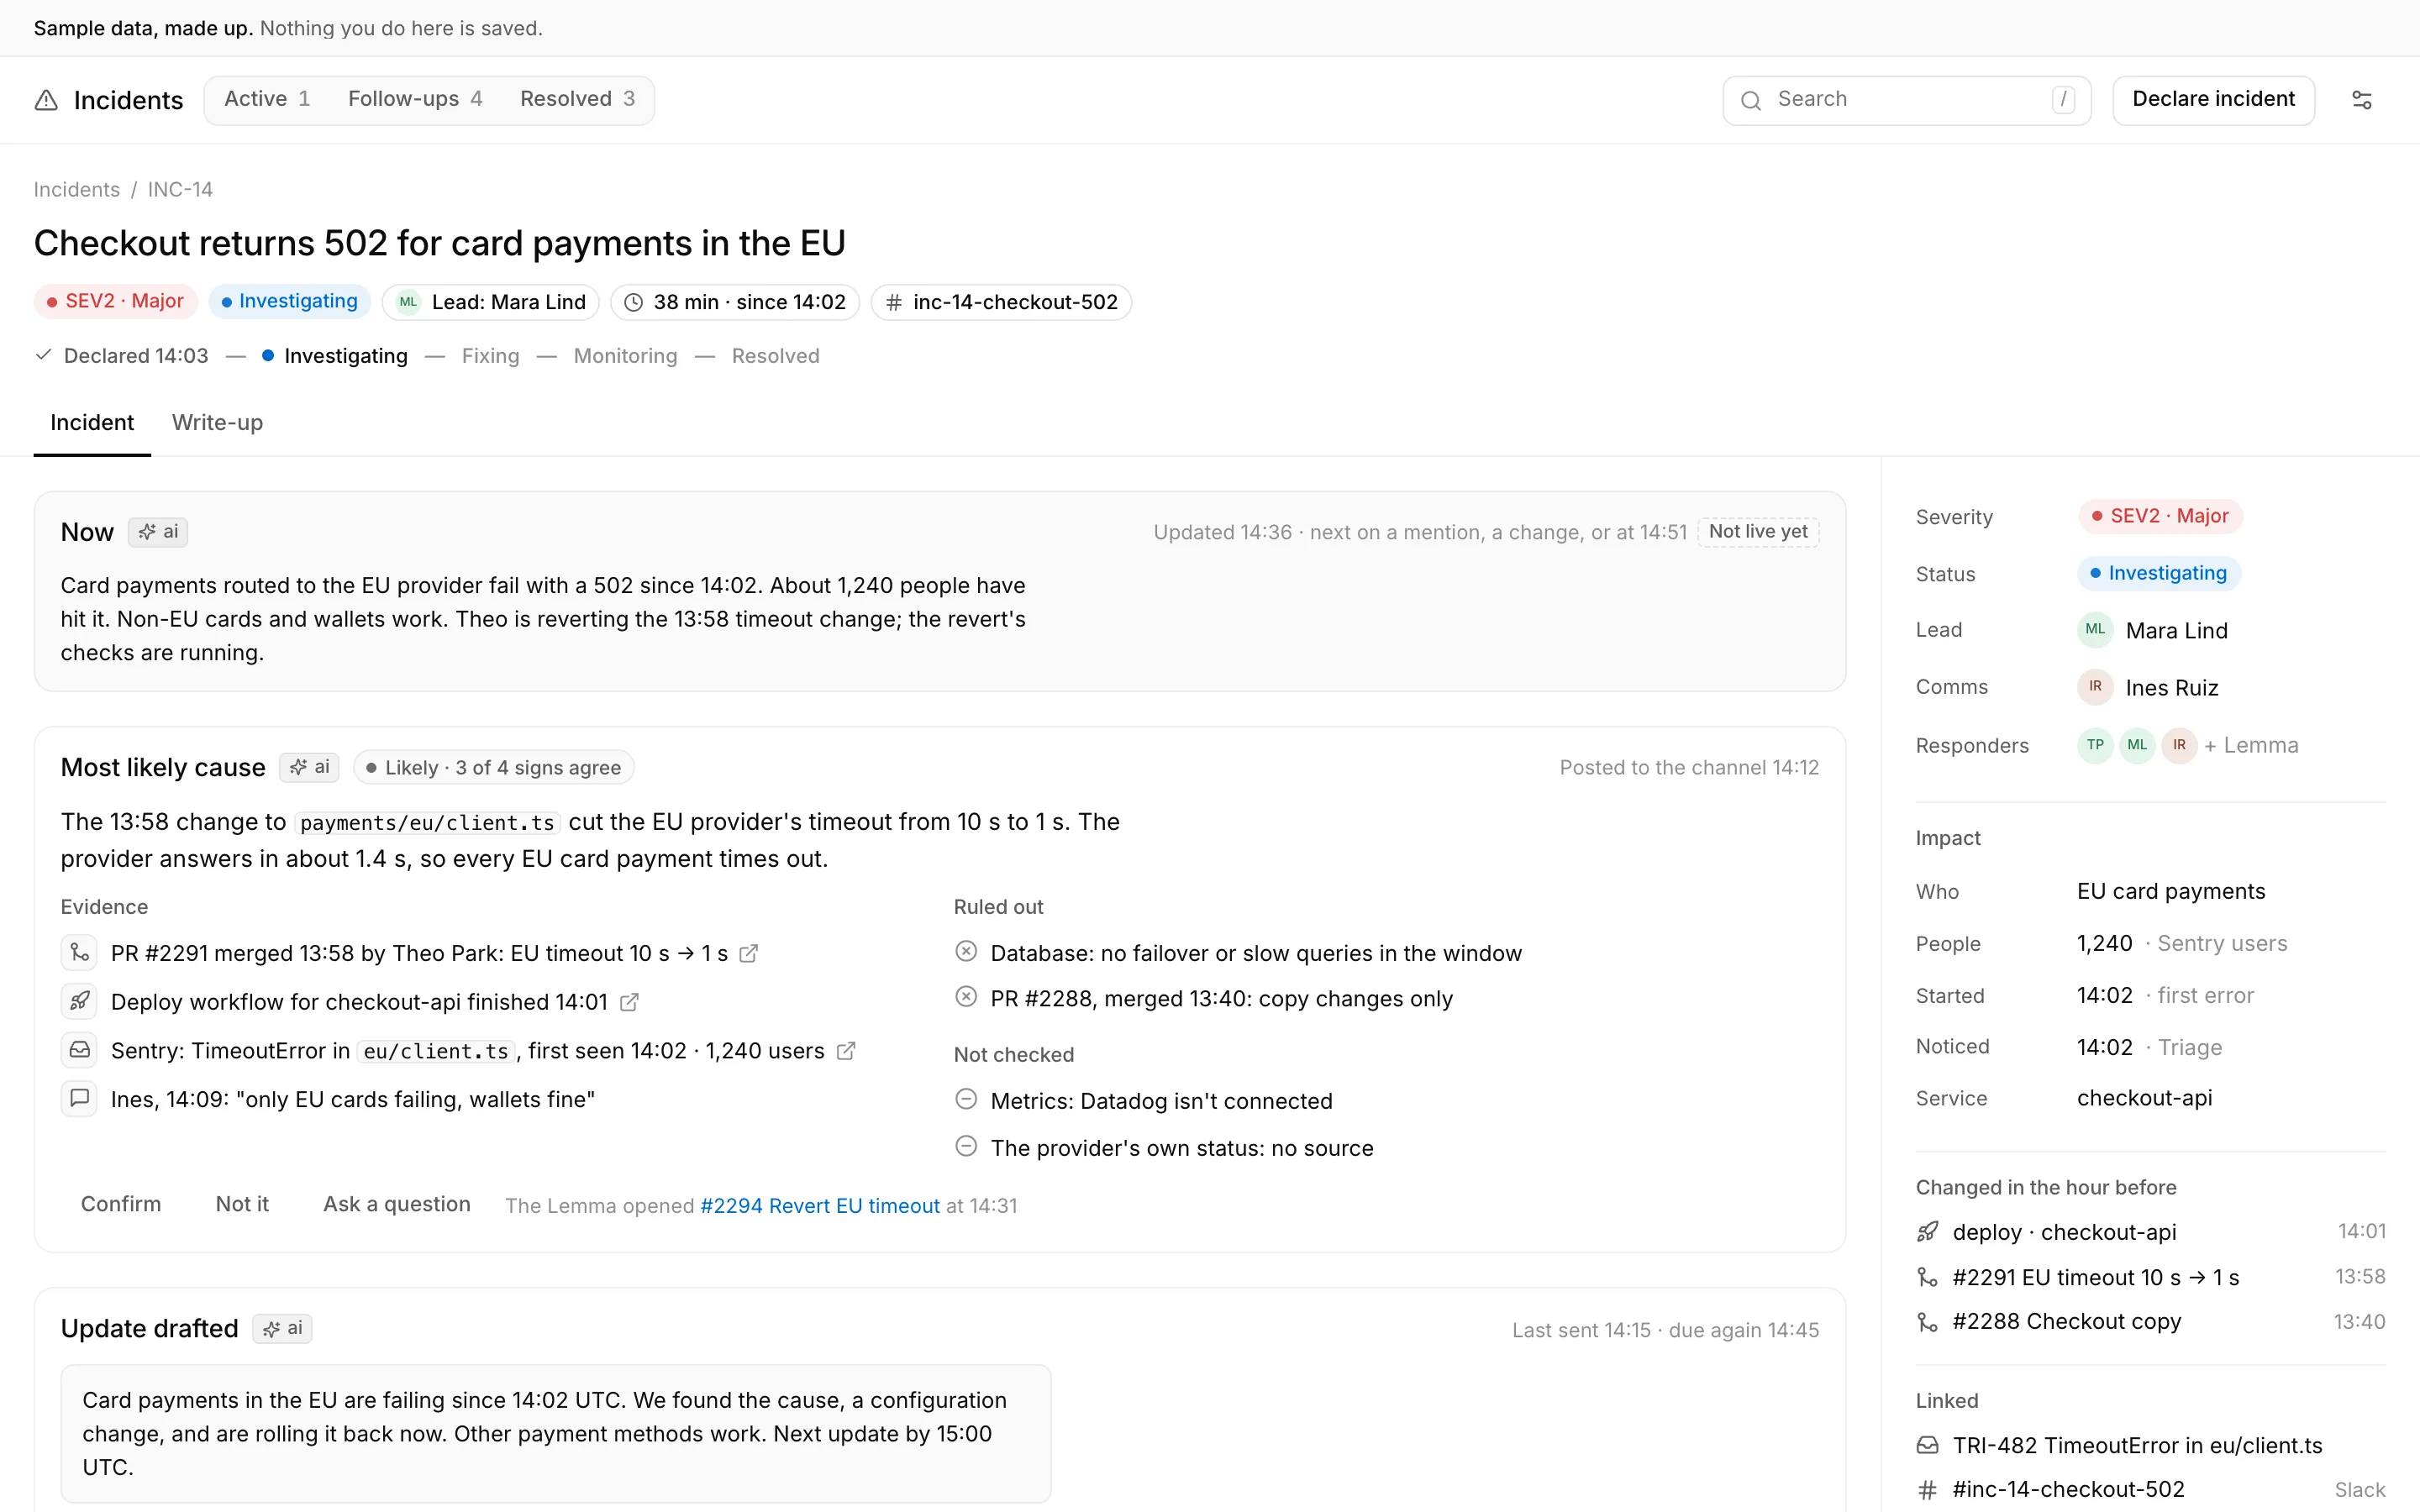 Sample data, made up. Nothing you do here is saved.
Incidents
Active 1 Follow-ups 4 Resolved 3
Search /
Declare incident
Incidents / INC-14
Checkout returns 502 for card payments in the EU
SEV2 · Major
Investigating
ML Lead: Mara Lind
38 min · since 14:02
# inc-14-checkout-502
Declared 14:03 — Investigating — Fixing — Monitoring — Resolved
Incident
Write-up
Now ai
Updated 14:36 · next on a mention, a change, or at 14:51 Not live yet
Card payments routed to the EU provider fail with a 502 since 14:02. About 1,240 people have
hit it. Non-EU cards and wallets work. Theo is reverting the 13:58 timeout change; the revert's
checks are running.
Most likely cause ai Likely · 3 of 4 signs agree
Posted to the channel 14:12
The 13:58 change to payments/eu/client.ts cut the EU provider's timeout from 10 s to 1 s. The
provider answers in about 1.4 s, so every EU card payment times out.
Evidence
PR #2291 merged 13:58 by Theo Park: EU timeout 10 s → 1 s
Deploy workflow for checkout-api finished 14:01
Sentry: TimeoutError in eu/client.ts, first seen 14:02 · 1,240 users
Ines, 14:09: "only EU cards failing, wallets fine"
Ruled out
Database: no failover or slow queries in the window
PR #2288, merged 13:40: copy changes only
Not checked
Metrics: Datadog isn't connected
The provider's own status: no source
Confirm
Not it
Ask a question
The Lemma opened #2294 Revert EU timeout at 14:31
Update drafted ai
Last sent 14:15 · due again 14:45
Card payments in the EU are failing since 14:02 UTC. We found the cause, a configuration
change, and are rolling it back now. Other payment methods work. Next update by 15:00
UTC.
Severity SEV2 · Major
Status Investigating
Lead ML Mara Lind
Comms IR Ines Ruiz
Responders TP ML IR + Lemma
Impact
Who EU card payments
People 1,240 · Sentry users
Started 14:02 · first error
Noticed 14:02 · Triage
Service checkout-api
Changed in the hour before
deploy · checkout-api 14:01
#2291 EU timeout 10 s → 1 s 13:58
#2288 Checkout copy 13:40
Linked
TRI-482 TimeoutError in eu/client.ts
# #inc-14-checkout-502 Slack